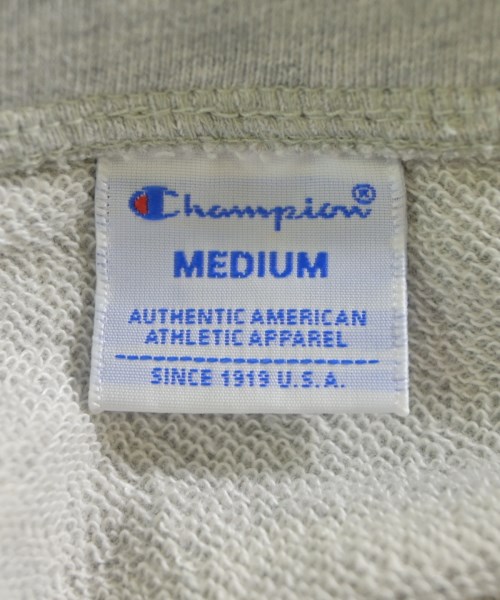 Champion®
MEDIUM
AUTHENTIC AMERICAN
ATHLETIC APPAREL
SINCE 1919 U.S.A.